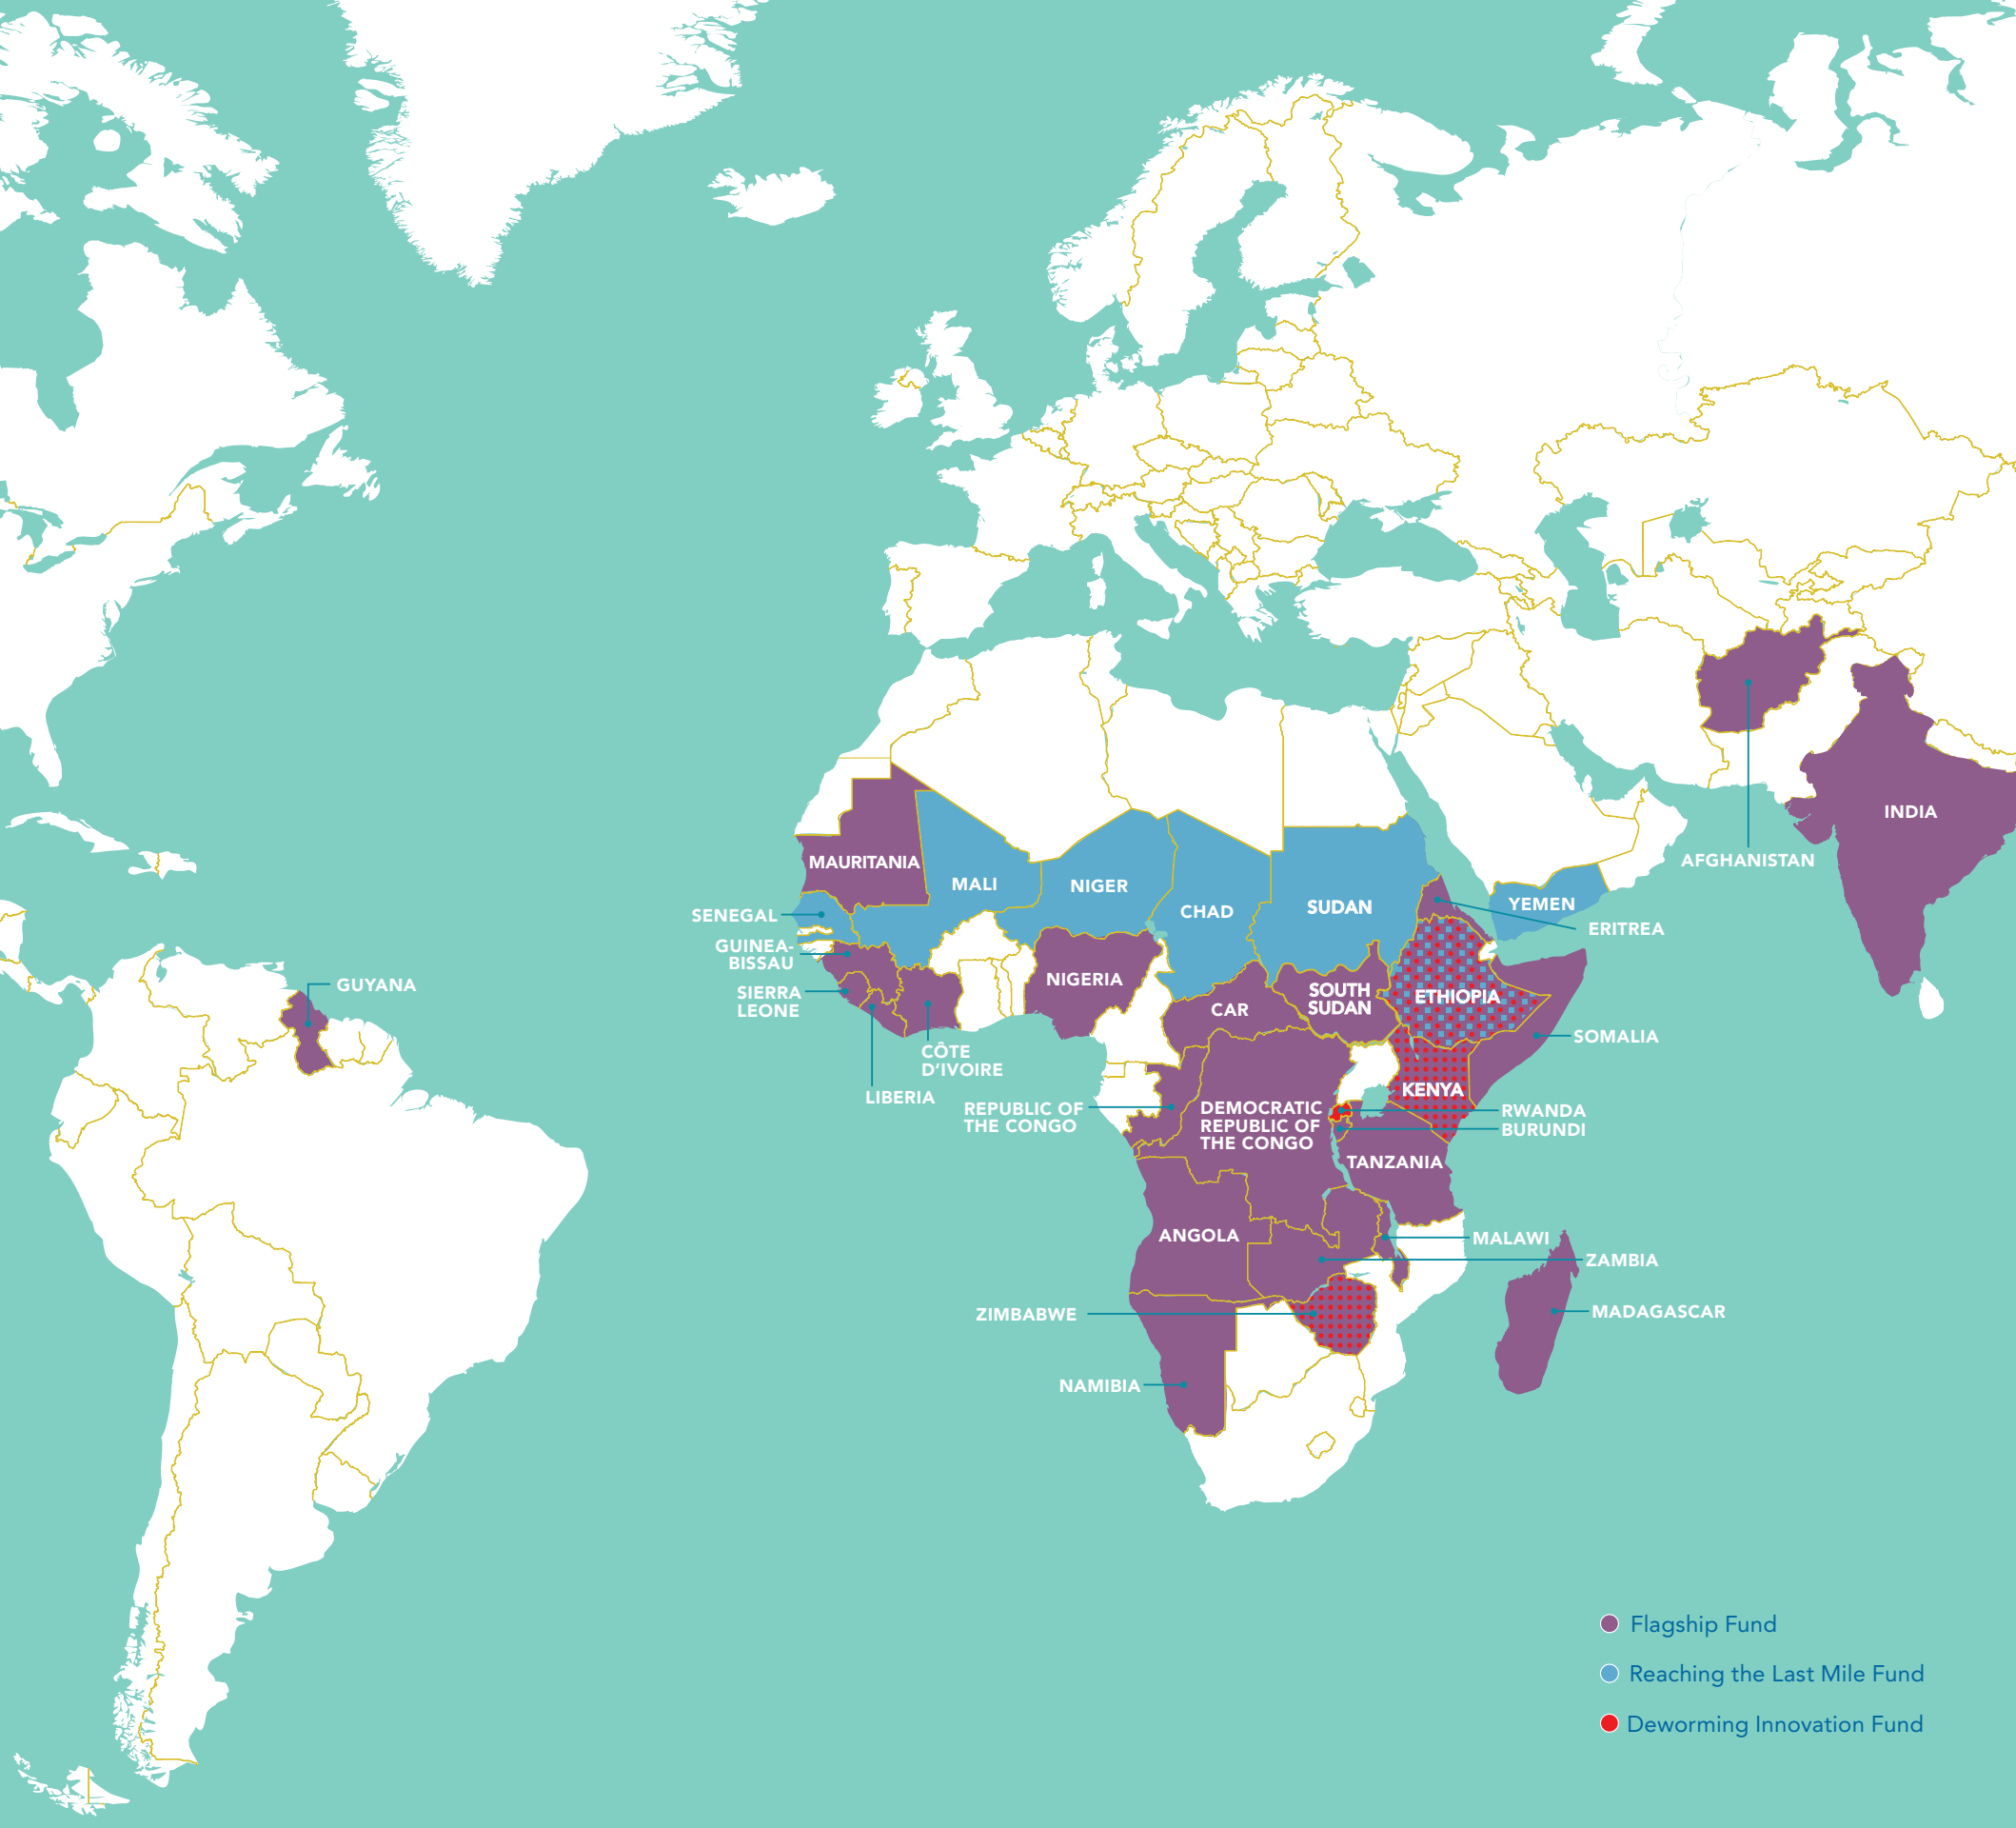 MAURITANIA
MALI
NIGER
CHAD
SUDAN
YEMEN
ERITREA
INDIA
AFGHANISTAN
SENEGAL
GUINEA-
BISSAU
SIERRA
LEONE
GUYANA
NIGERIA
CAR
SOUTH
SUDAN
ETHIOPIA
SOMALIA
CÔTE
D'IVOIRE
LIBERIA
REPUBLIC OF
THE CONGO
DEMOCRATIC
REPUBLIC OF
THE CONGO
KENYA
RWANDA
BURUNDI
TANZANIA
ANGOLA
MALAWI
ZAMBIA
ZIMBABWE
MADAGASCAR
NAMIBIA
Flagship Fund
Reaching the Last Mile Fund
Deworming Innovation Fund